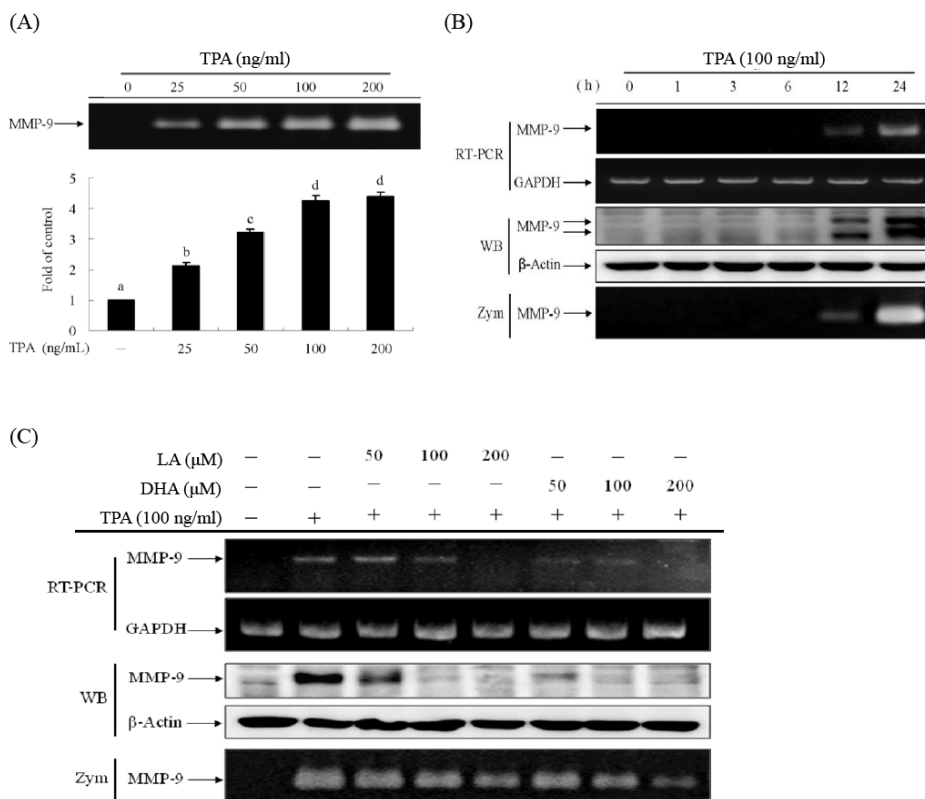 (A)
TPA (ng/ml)
0 25 50 100 200
MMP-9
Fold of control
5
4
3
2
1
0
a b c d d
TPA (ng/mL) – 25 50 100 200
(B)
TPA (100 ng/ml)
(h) 0 1 3 6 12 24
RT-PCR
MMP-9
GAPDH
WB
MMP-9
β-Actin
Zym MMP-9
(C)
LA (μM) – – 50 100 200 – – –
DHA (μM) – – – – – 50 100 200
TPA (100 ng/ml) – + + + + + + +
RT-PCR
MMP-9
GAPDH
WB
MMP-9
β-Actin
Zym MMP-9